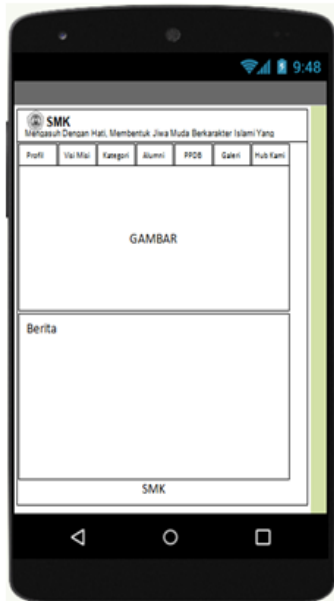 9:48
SMK
Mengasuh Dengan Hati, Membentuk Jiwa Muda Berkarakter Islami Yang
Profil Visi Misi Kategori Alumni PPDB Galeri Hub Kami
GAMBAR
Berita
SMK